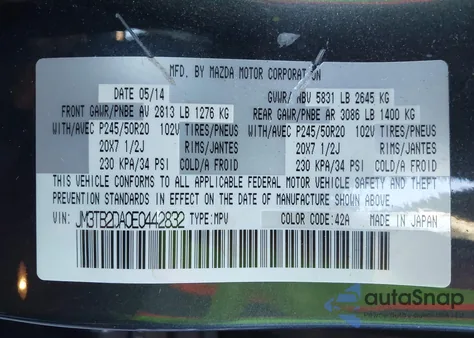 MFD. BY MAZDA MOTOR CORPORATION
DATE 05/14 GVWR/ NBV 5831 LB 2645 KG
FRONT GAWR/PNBE AV 2813 LB 1276 KG REAR GAWR/PNBE AR 3086 LB 1400 KG
WITH/AVEC P245/50R20 102V TIRES/PNEUS WITH/AVEC P245/50R20 102V TIRES/PNEUS
20X7 1/2J RIMS/JANTES 20X7 1/2J RIMS/JANTES
230 KPA/34 PSI COLD/A FROID 230 KPA/34 PSI COLD/A FROID
THIS VEHICLE CONFORMS TO ALL APPLICABLE FEDERAL MOTOR VEHICLE SAFETY AND THEFT
PREVENTION STANDARDS IN EFFECT ON THE DATE OF MANUFACTURE SHOWN ABOVE.
VIN: JM3TB2DA0E0442832 TYPE:MPV COLOR CODE:42A MADE IN JAPAN
autoSnap